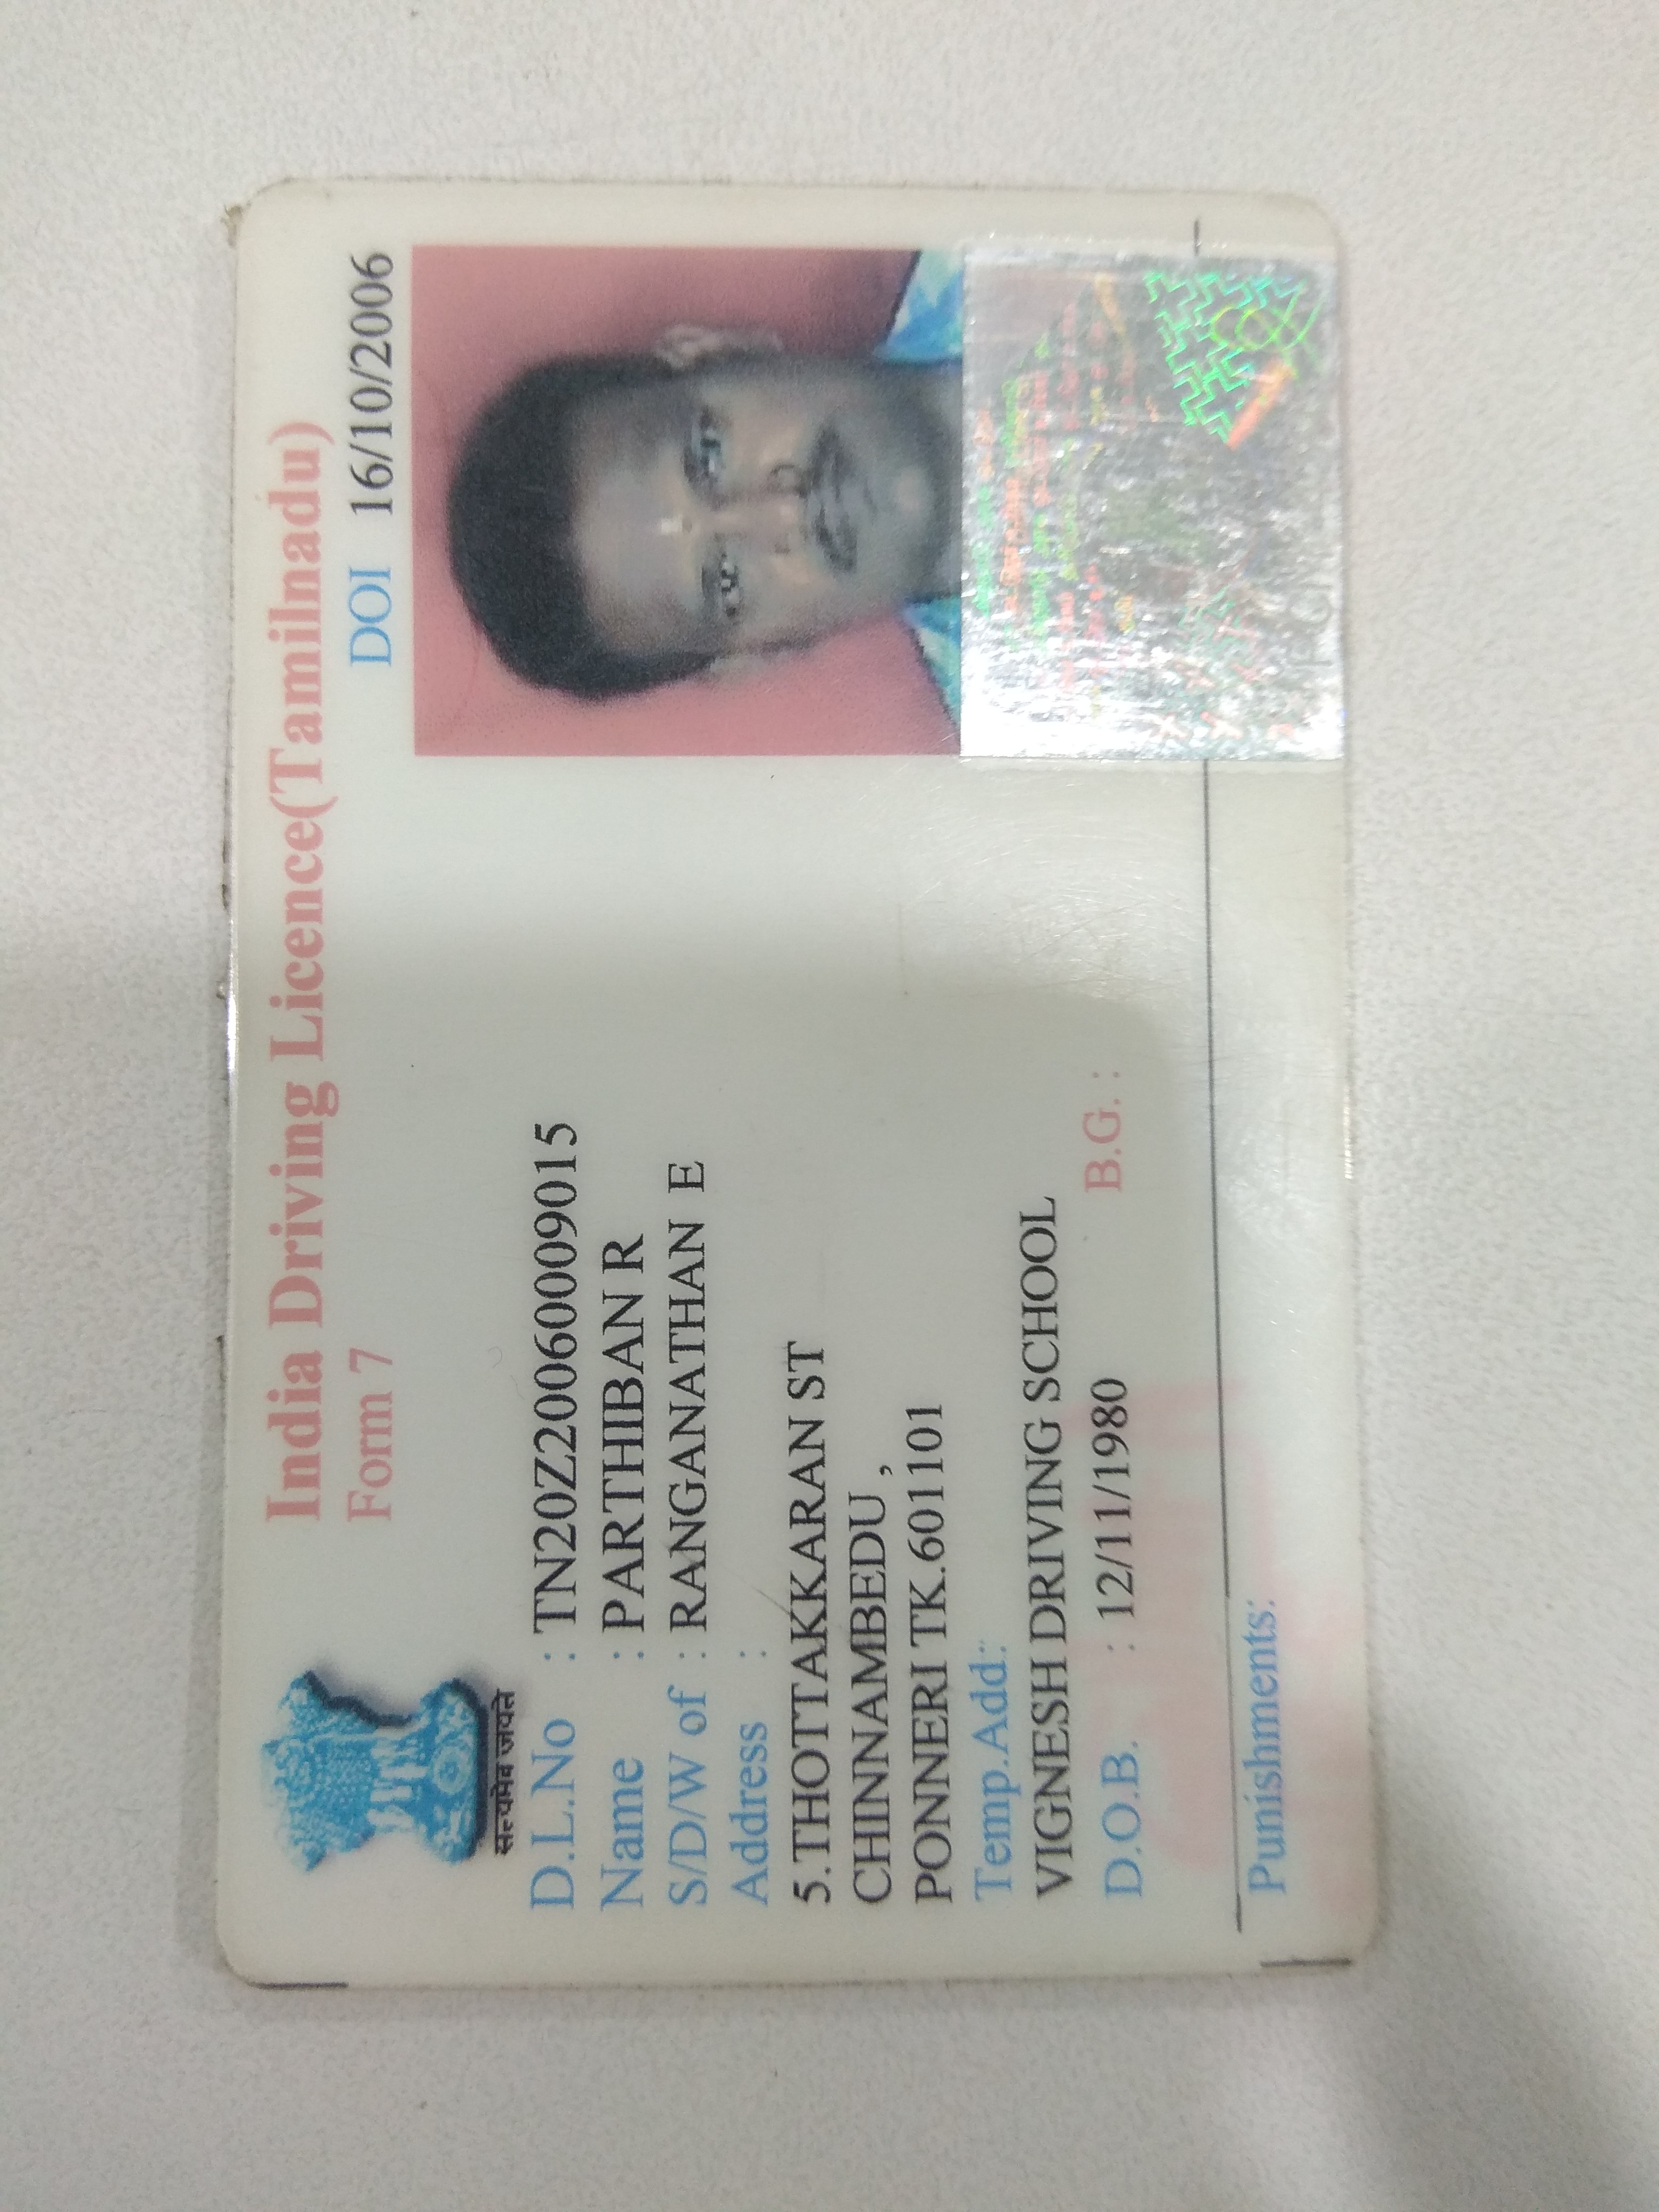 India Driving Licence(Tamilnadu)
Form 7 DOI 16/10/2006
सत्यमेव जयते
D.L.No : TN20Z20060009015
Name : PARTHIBAN R
S/D/W of : RANGANATHAN E
Address :
5.THOTTAKKARAN ST
CHINNAMBEDU ,
PONNERI TK.601101
Temp.Add:
VIGNESH DRIVING SCHOOL
D.O.B. : 12/11/1980 B.G. :
Punishments: